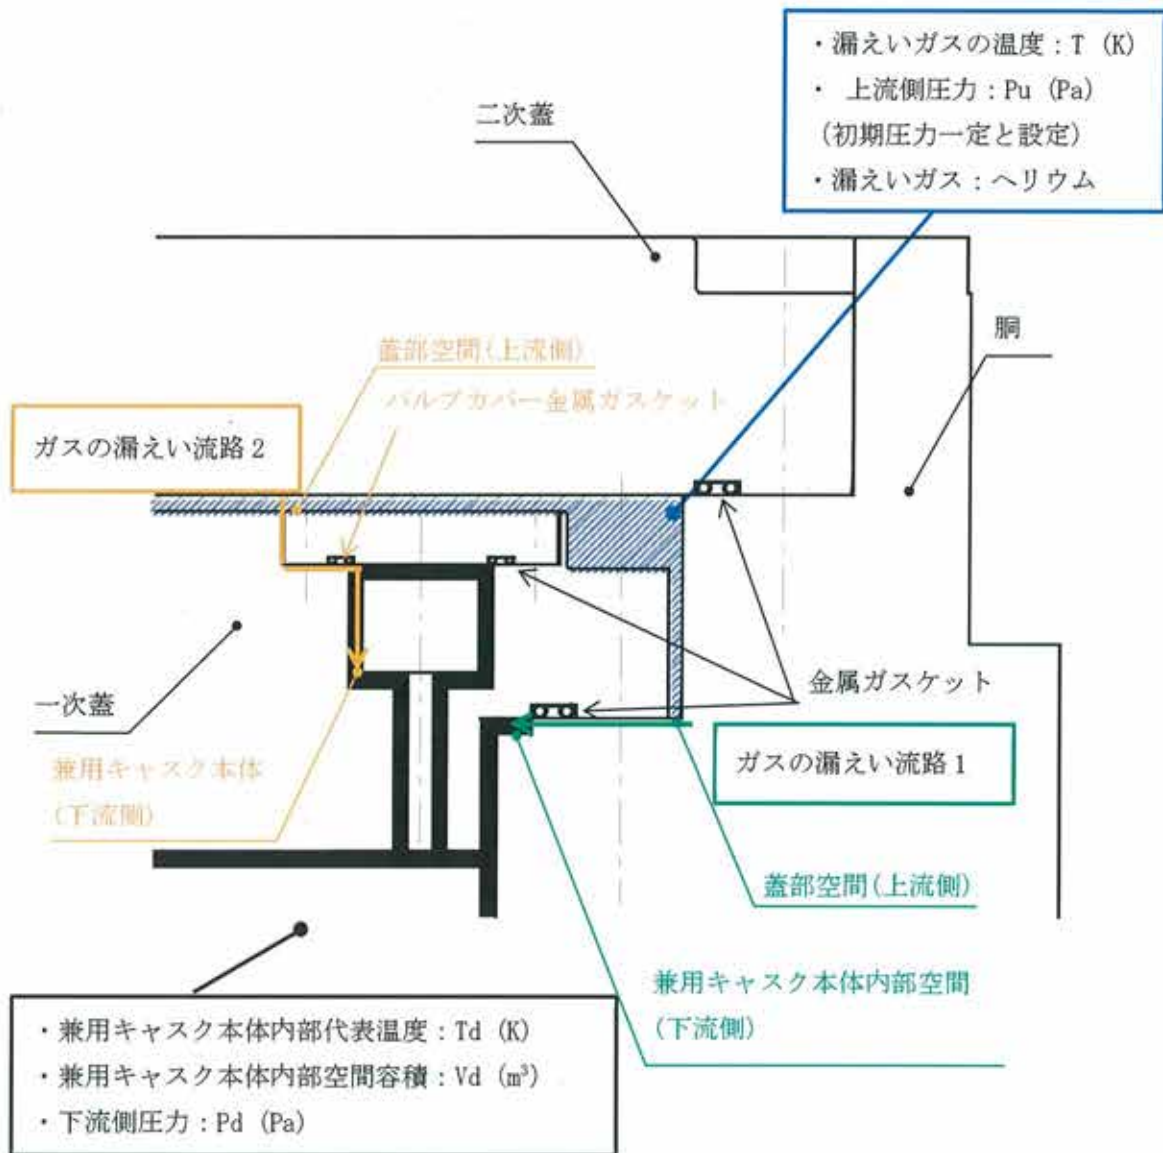 ・漏えいガスの温度：T (K)
・ 上流側圧力：Pu (Pa)
(初期圧力一定と設定)
・漏えいガス：ヘリウム
二次蓋
胴
蓋部空間(上流側)
バルブカバー金属ガスケット
ガスの漏えい流路 2
金属ガスケット
一次蓋
ガスの漏えい流路 1
兼用キャスク本体
(下流側)
蓋部空間(上流側)
兼用キャスク本体内部空間
(下流側)
・兼用キャスク本体内部代表温度：Td (K)
・兼用キャスク本体内部空間容積：Vd (m³)
・下流側圧力：Pd (Pa)